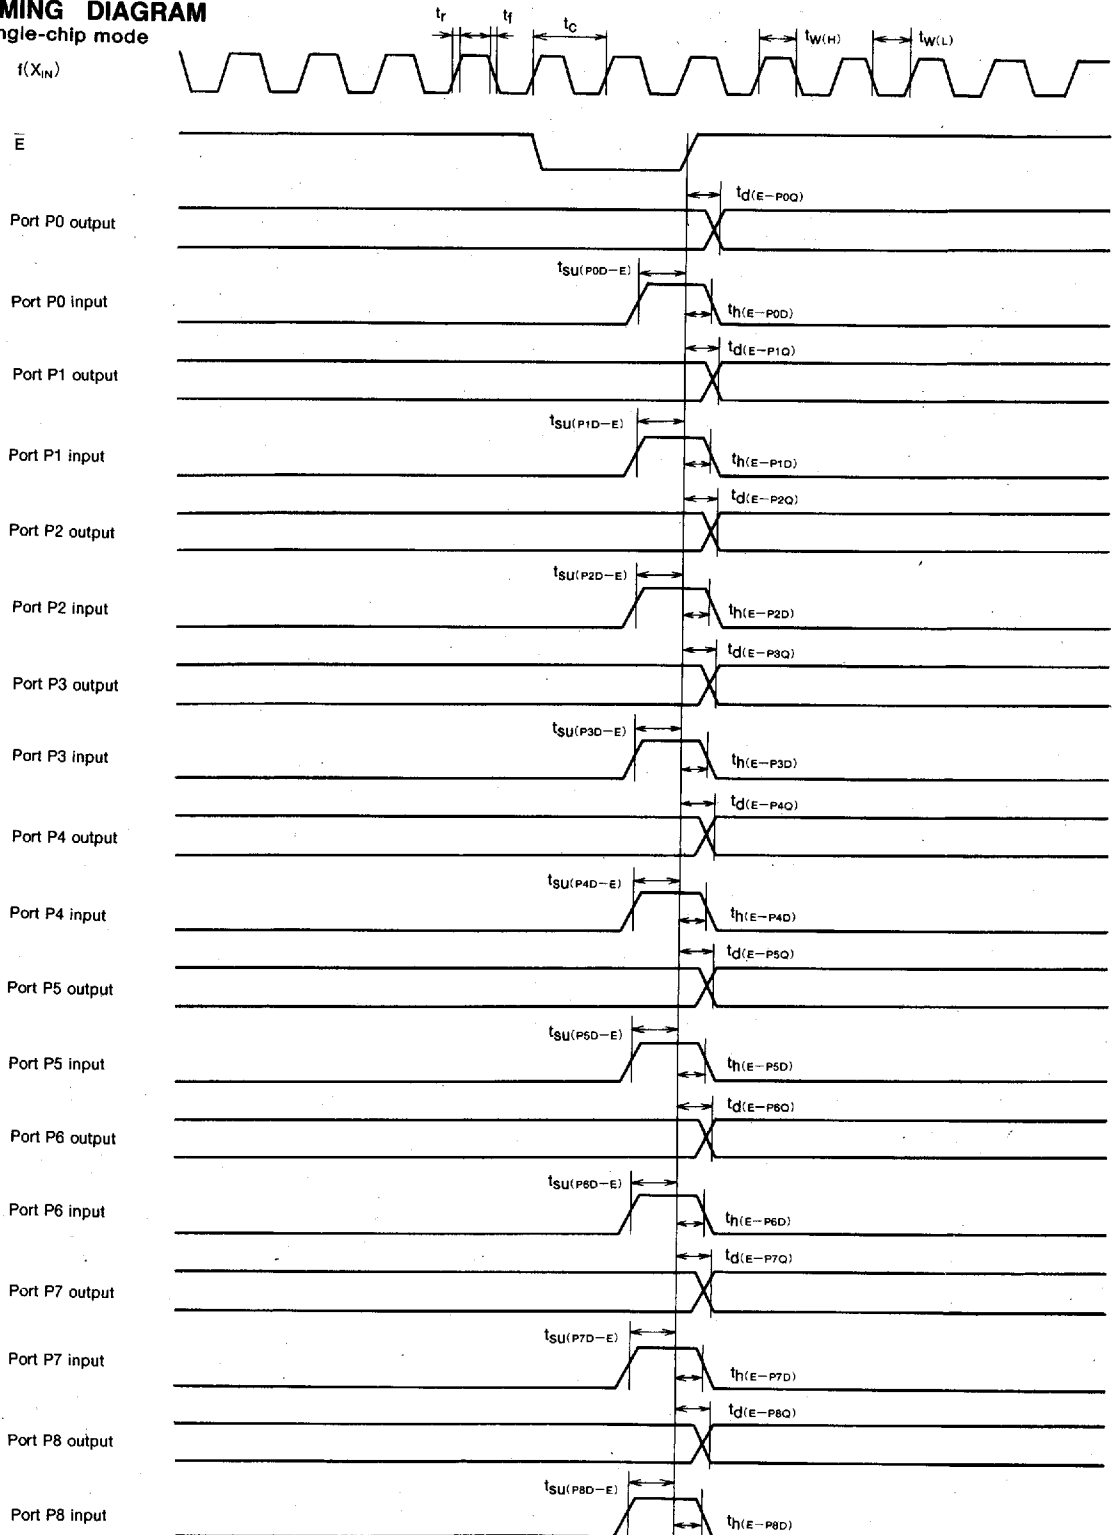 MING DIAGRAM
ngle-chip mode
tr tf tc tW(H) tW(L)
f(XIN)
E̅
td(E−P0Q)
Port P0 output
tsu(P0D−E)
Port P0 input
th(E−P0D)
td(E−P1Q)
Port P1 output
tsu(P1D−E)
Port P1 input
th(E−P1D)
td(E−P2Q)
Port P2 output
tsu(P2D−E)
Port P2 input
th(E−P2D)
td(E−P3Q)
Port P3 output
tsu(P3D−E)
Port P3 input
th(E−P3D)
td(E−P4Q)
Port P4 output
tsu(P4D−E)
Port P4 input
th(E−P4D)
td(E−P5Q)
Port P5 output
tsu(P5D−E)
Port P5 input
th(E−P5D)
td(E−P6Q)
Port P6 output
tsu(P6D−E)
Port P6 input
th(E−P6D)
td(E−P7Q)
Port P7 output
tsu(P7D−E)
Port P7 input
th(E−P7D)
td(E−P8Q)
Port P8 output
tsu(P8D−E)
Port P8 input
th(E−P8D)